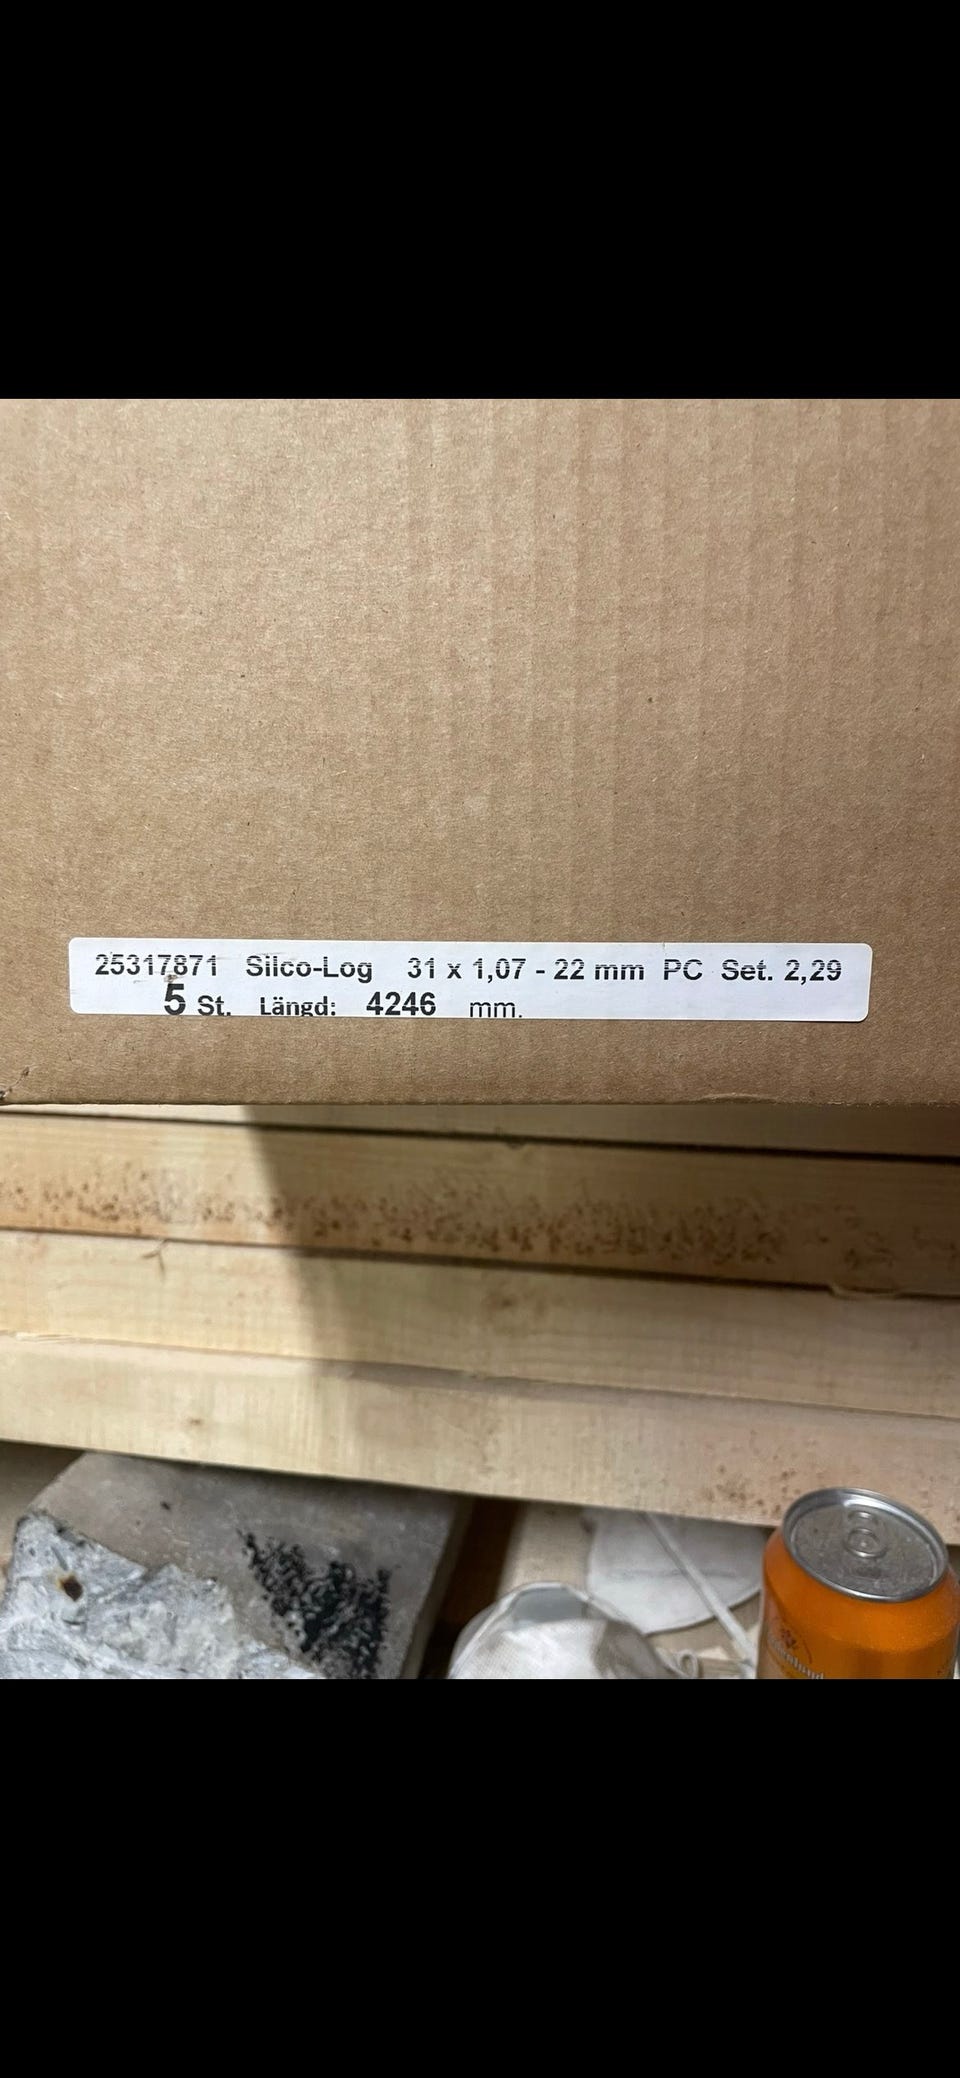 25317871 Silco-Log 31 x 1,07 - 22 mm PC Set. 2,29
5 St. Längd: 4246 mm.